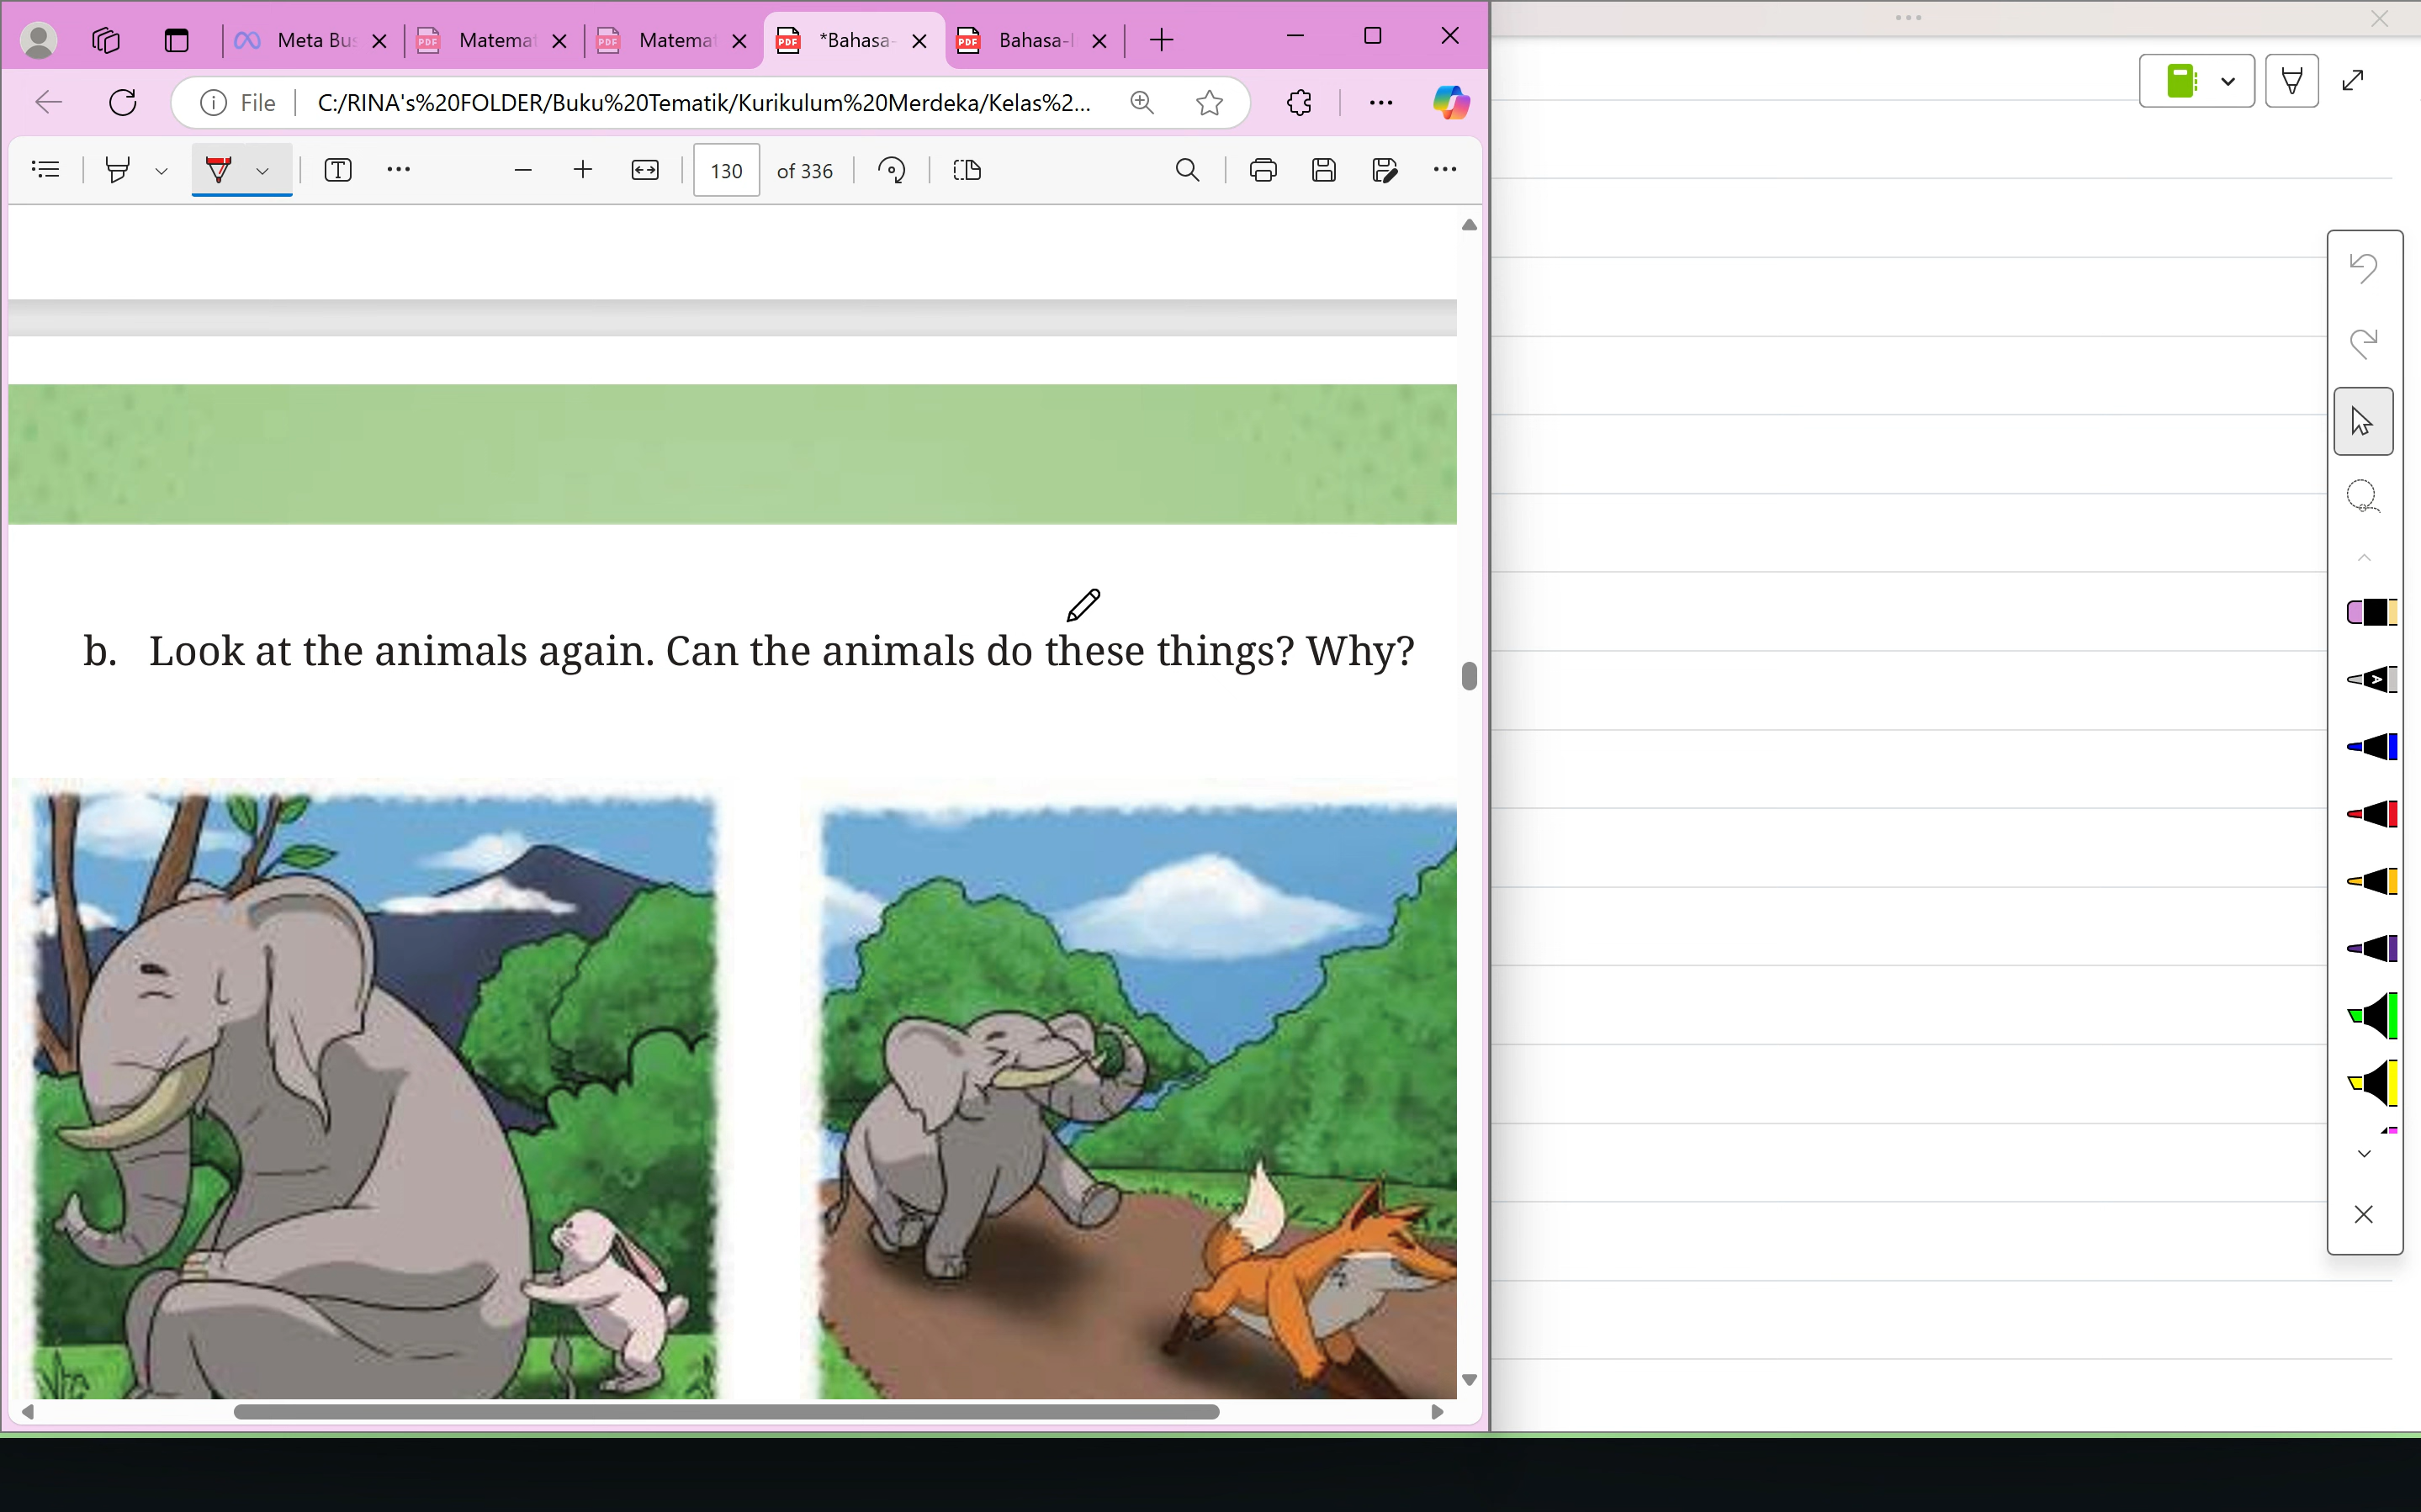 Meta Bus
Matemat
Matemat
*Bahasa-
Bahasa-I
File
C:/RINA's%20FOLDER/Buku%20Tematik/Kurikulum%20Merdeka/Kelas%2...
130 of 336
b. Look at the animals again. Can the animals do these things? Why?